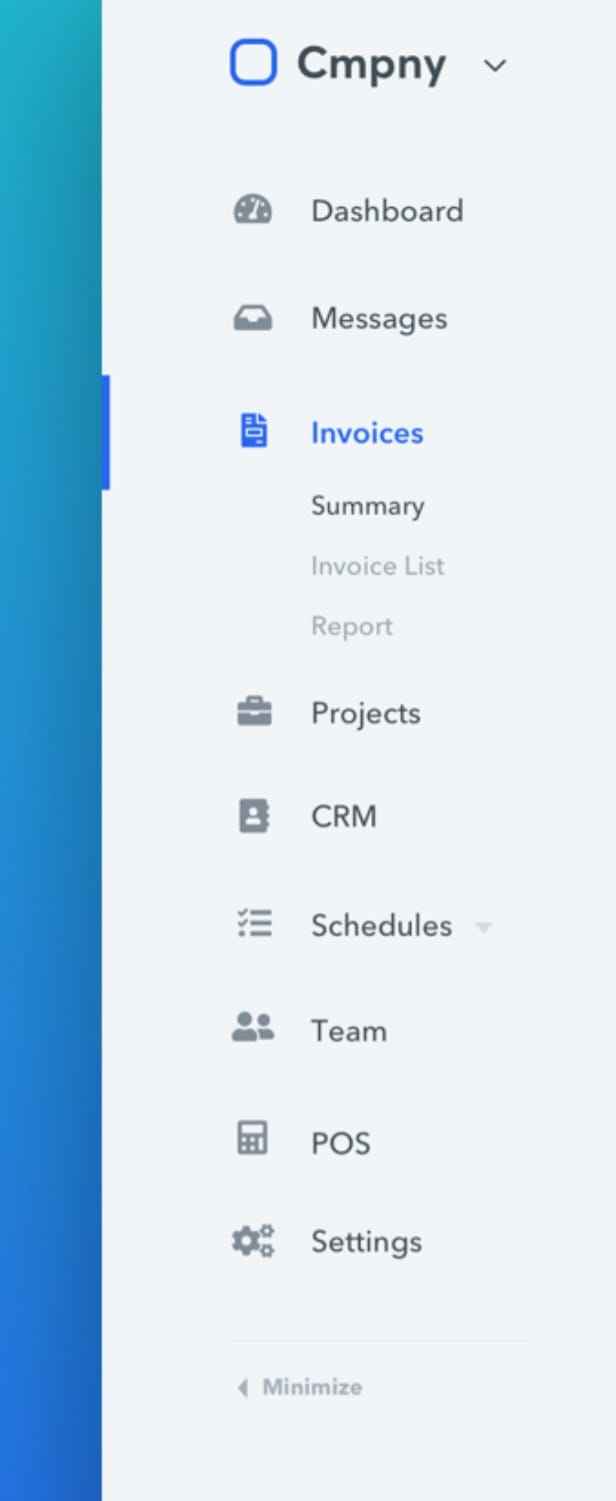 Cmpny
Dashboard
Messages
Invoices
Summary
Invoice List
Report
Projects
CRM
Schedules
Team
POS
Settings
Minimize